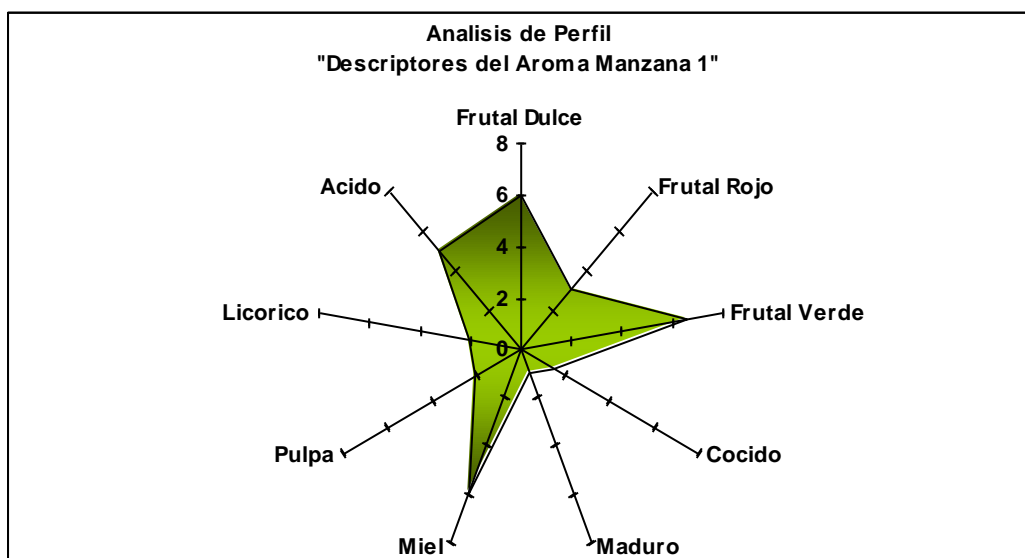 Analisis de Perfil
"Descriptores del Aroma Manzana 1"
Frutal Dulce
8
Acido
6
Frutal Rojo
4
Licorico
2
Frutal Verde
0
Pulpa
Cocido
Miel
Maduro